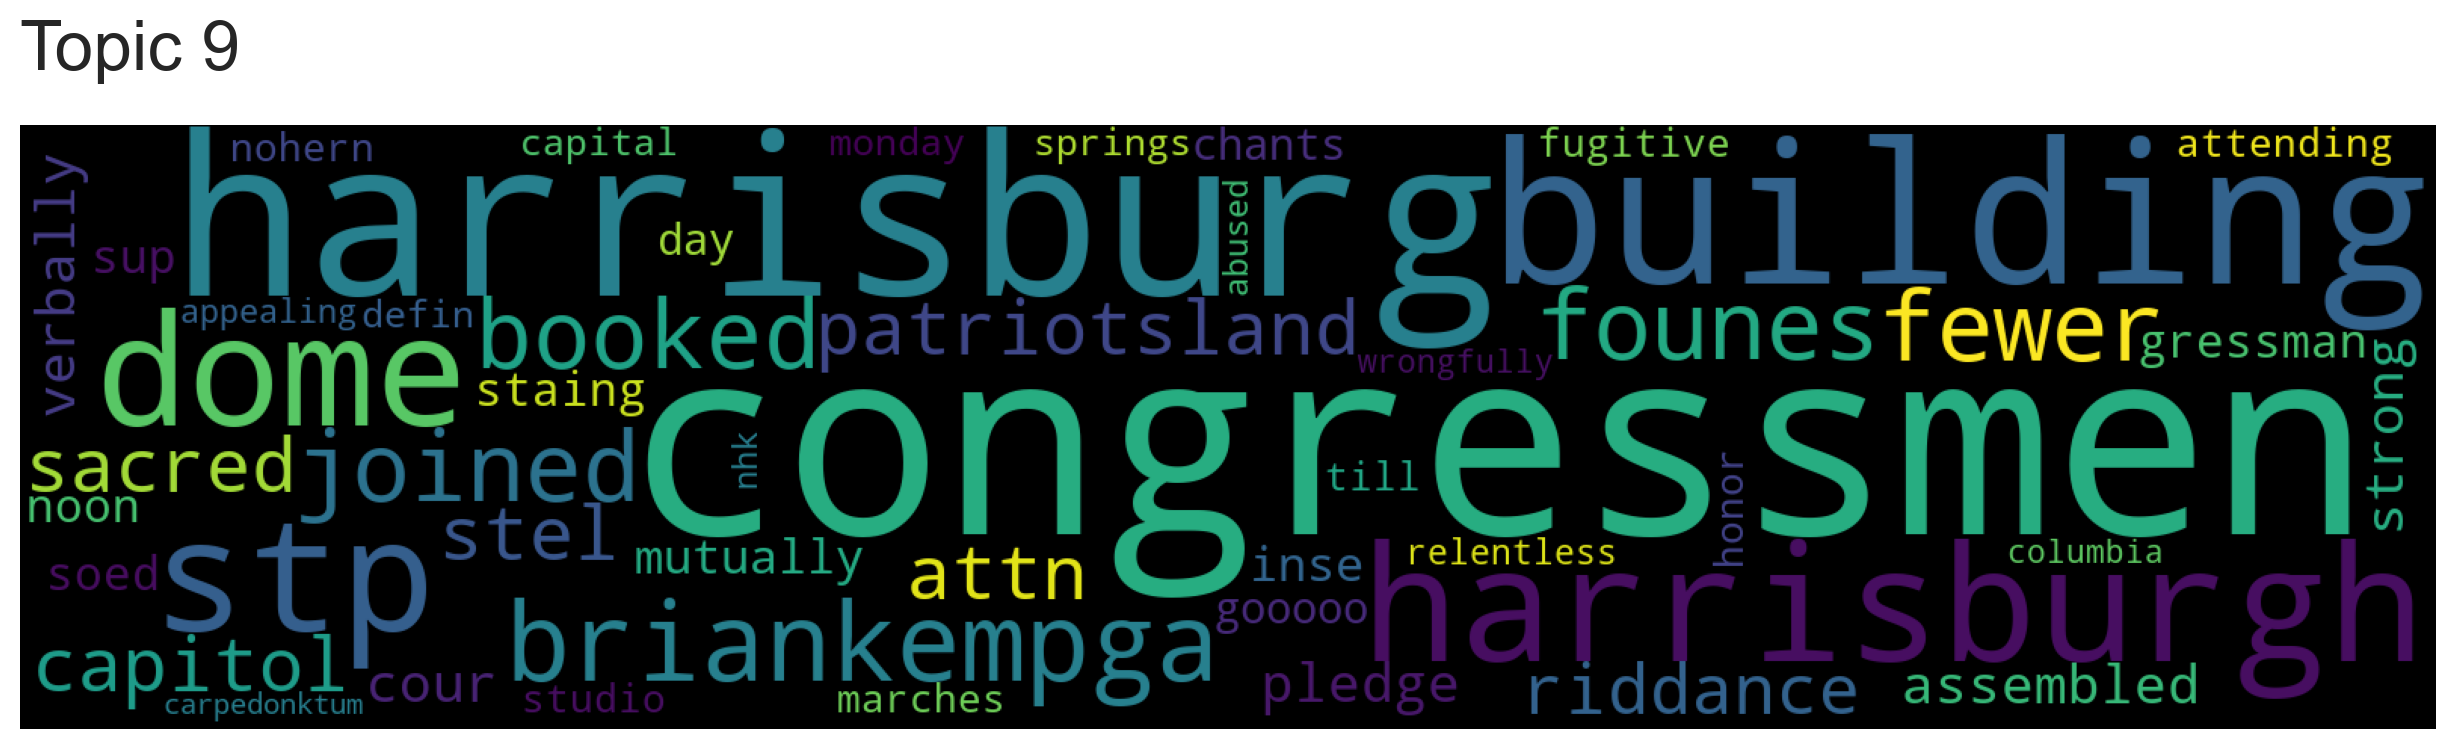 Topic 9
nohern
capital
monday
springs
chants
fugitive
attending
verbally
sup
harrisburg
day
abused
building
appealing
defin
booked
patriotsland
wrongfully
founes
fewer
gressman
dome
staing
congressmen
strong
sacred
joined
nhk
till
honor
noon
stp
stel
mutually
attn
inse
relentless
columbia
soed
briankempga
gooooo
harrisburgh
capitol
cour
studio
marches
pledge
riddance
assembled
carpedonktum